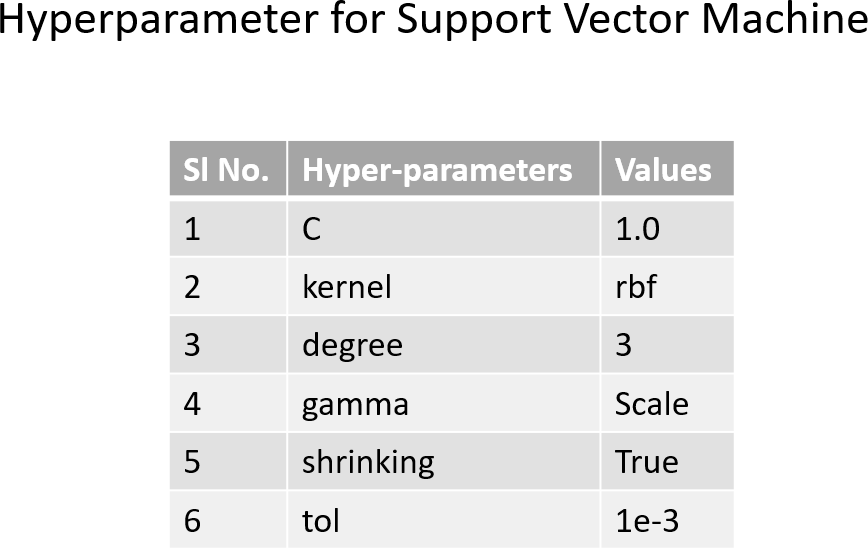 Hyperparameter for Support Vector Machine
Sl No. Hyper-parameters Values
1 C 1.0
2 kernel rbf
3 degree 3
4 gamma Scale
5 shrinking True
6 tol 1e-3